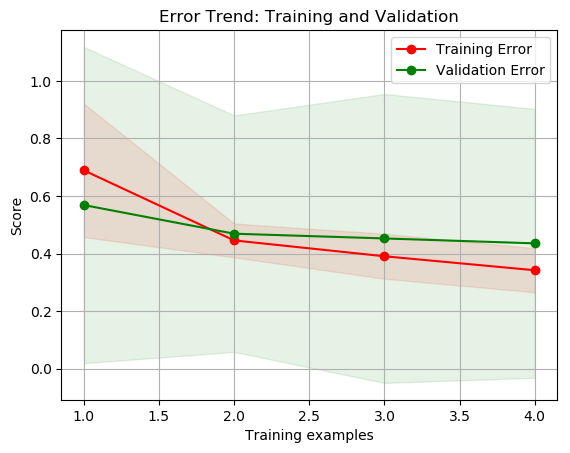 Error Trend: Training and Validation
Training Error
Validation Error
Score
1.0
0.8
0.6
0.4
0.2
0.0
1.0 1.5 2.0 2.5 3.0 3.5 4.0
Training examples